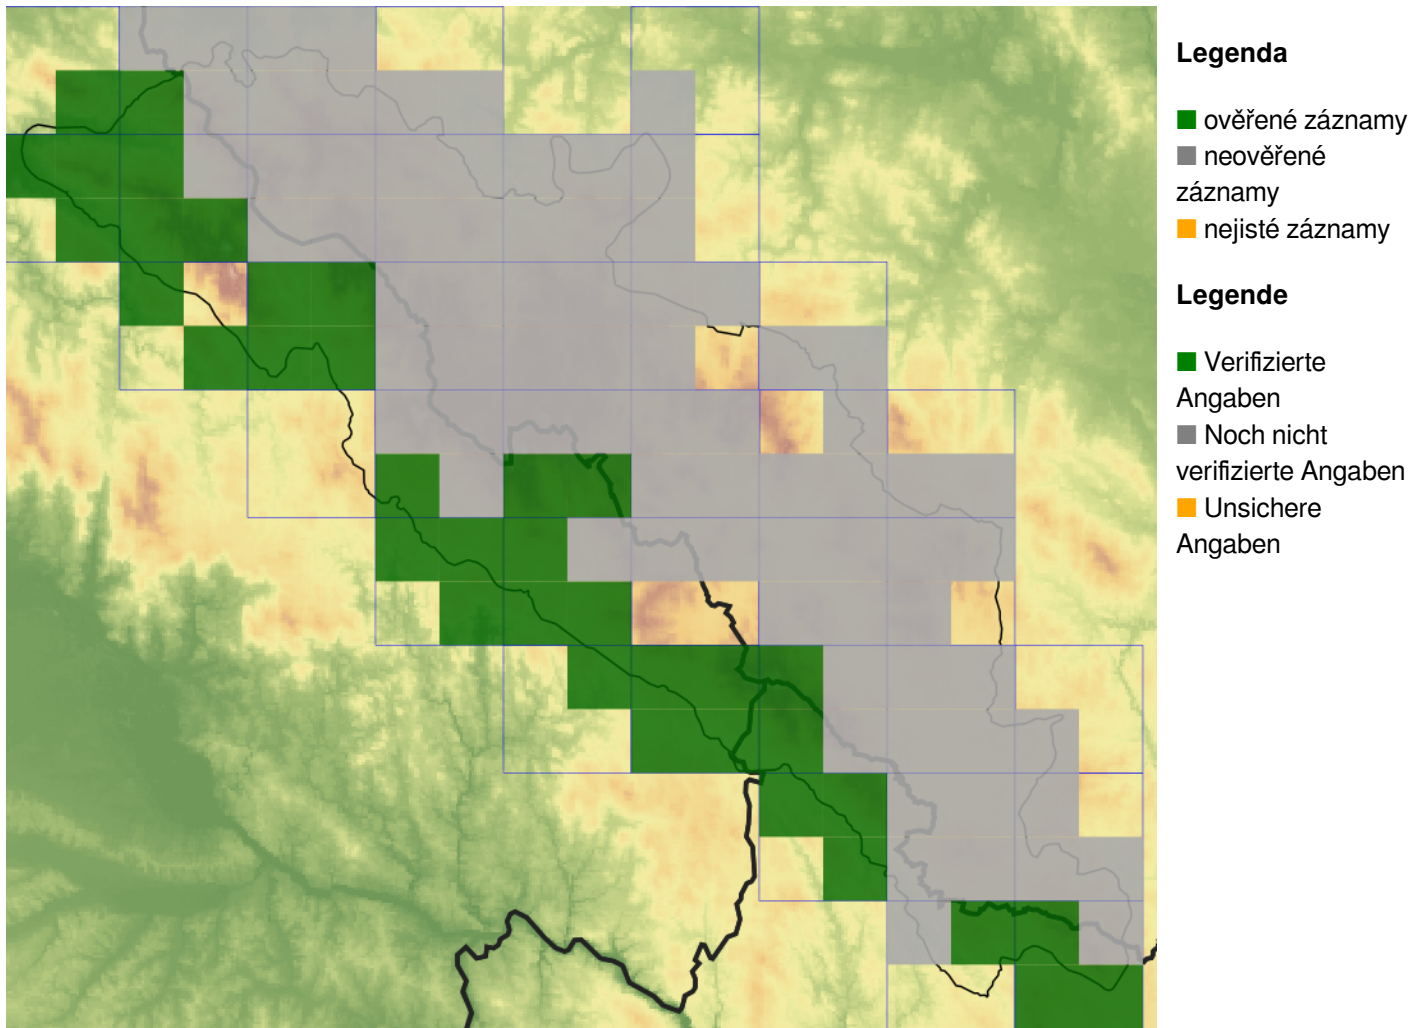 Legenda
ověřené záznamy
neověřené
záznamy
nejisté záznamy
Legende
Verifizierte
Angaben
Noch nicht
verifizierte Angaben
Unsichere
Angaben